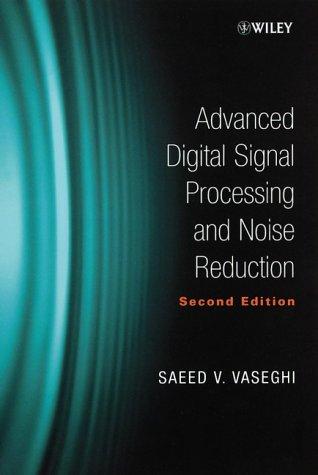 WILEY
Advanced
Digital Signal
Processing
and Noise
Reduction
Second Edition
SAEED V. VASEGHI